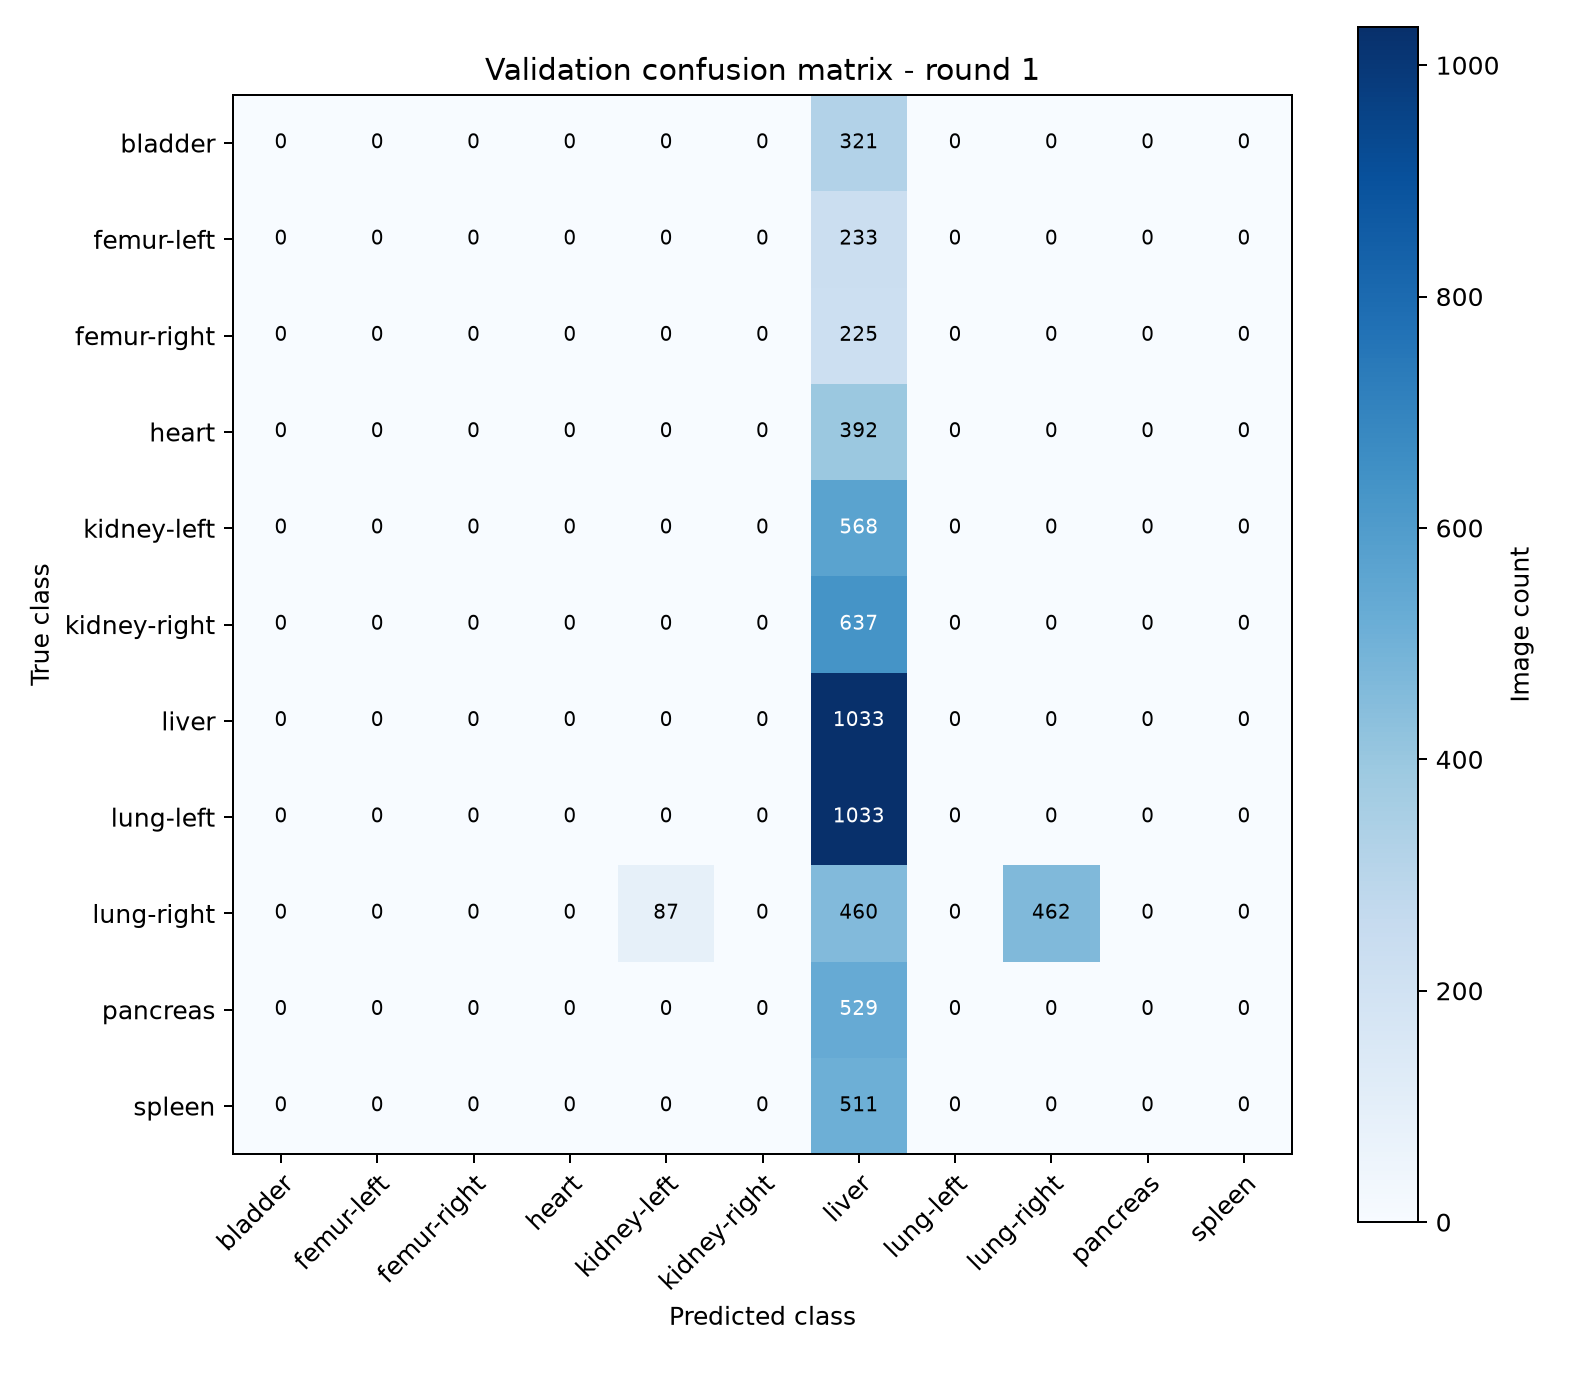 Validation confusion matrix - round 1
bladder 0 0 0 0 0 0 321 0 0 0 0
femur-left 0 0 0 0 0 0 233 0 0 0 0
femur-right 0 0 0 0 0 0 225 0 0 0 0
heart 0 0 0 0 0 0 392 0 0 0 0
kidney-left 0 0 0 0 0 0 568 0 0 0 0
kidney-right 0 0 0 0 0 0 637 0 0 0 0
liver 0 0 0 0 0 0 1033 0 0 0 0
lung-left 0 0 0 0 0 0 1033 0 0 0 0
lung-right 0 0 0 0 87 0 460 0 462 0 0
pancreas 0 0 0 0 0 0 529 0 0 0 0
spleen 0 0 0 0 0 0 511 0 0 0 0
bladder femur-left femur-right heart kidney-left kidney-right liver lung-left lung-right pancreas spleen
Predicted class
True class
1000
800
600
400
200
0
Image count